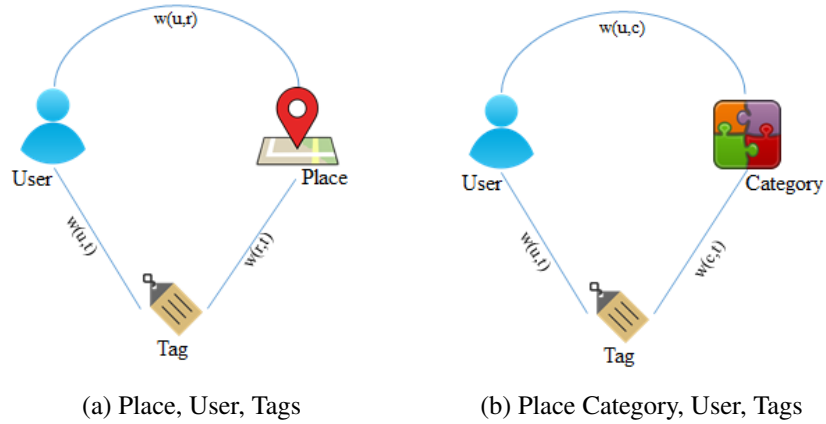 w(u,r)
User
Place
w(u,t)
w(r,t)
Tag
(a) Place, User, Tags
w(u,c)
User
Category
w(u,t)
w(c,t)
Tag
(b) Place Category, User, Tags